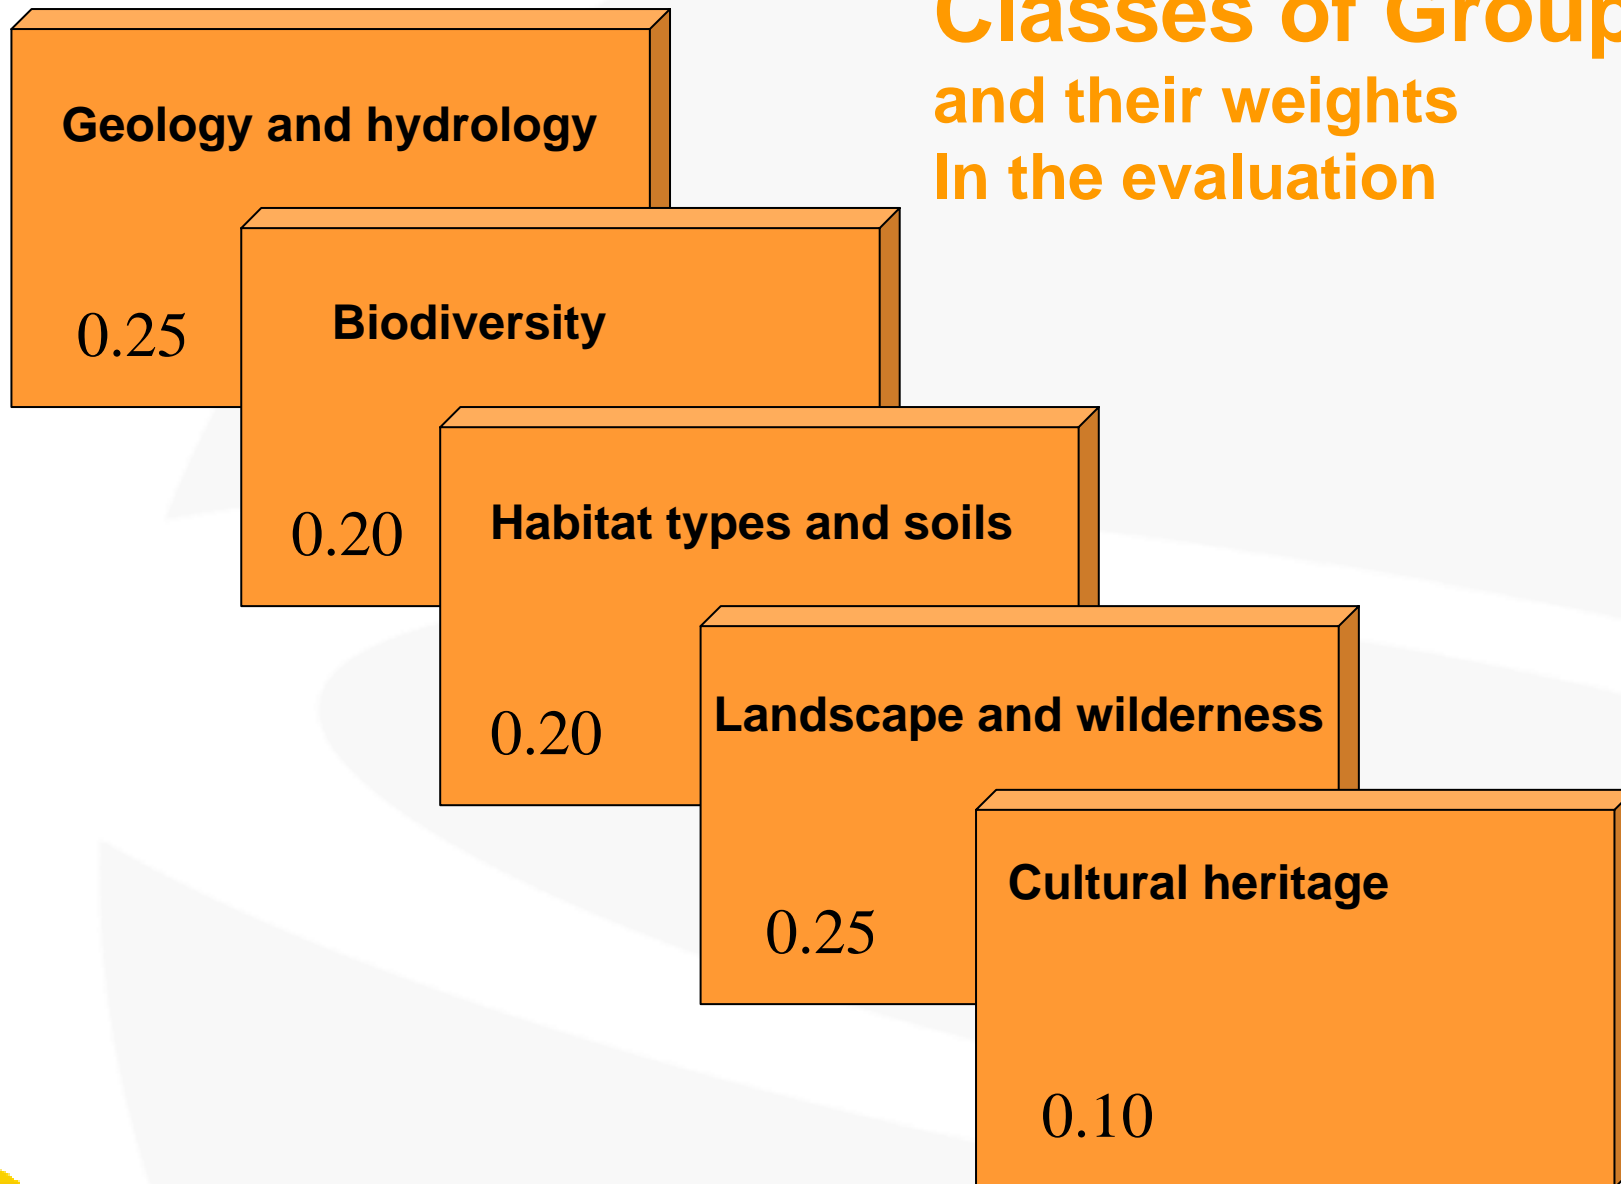 Classes of Group
and their weights
In the evaluation
Geology and hydrology
0.25
Biodiversity
0.20
Habitat types and soils
0.20
Landscape and wilderness
0.25
Cultural heritage
0.10